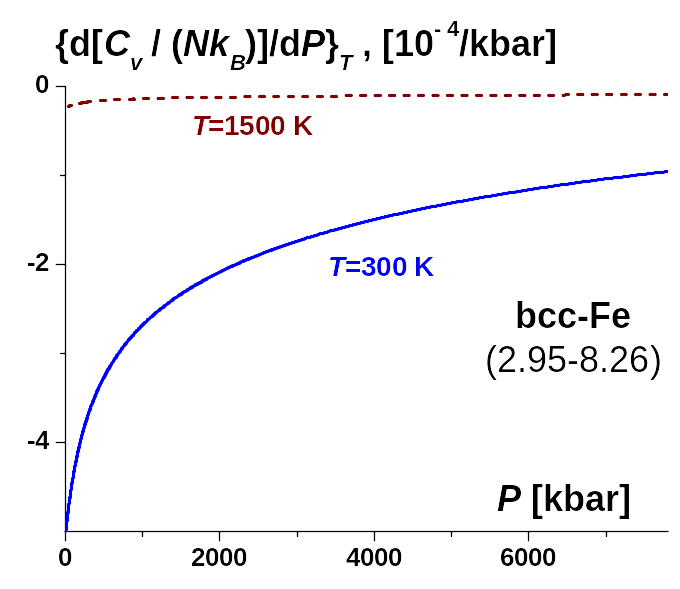 {d[Cv / (NkB)]/dP}T , [10- 4/kbar]
0
T=1500 K
-2
T=300 K
bcc-Fe
(2.95-8.26)
-4
P [kbar]
0 2000 4000 6000